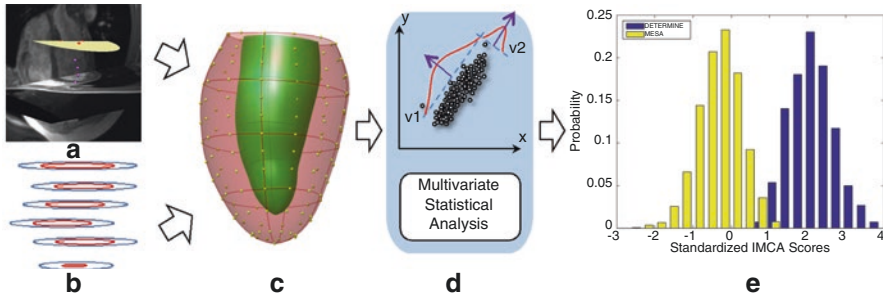 a
b
c
y
v2
v1
x
Multivariate
Statistical
Analysis
d
0.25
0.2
0.15
0.1
0.05
0
Probability
DETERMINE
MESA
-3 -2 -1 0 1 2 3 4
Standardized IMCA Scores
e